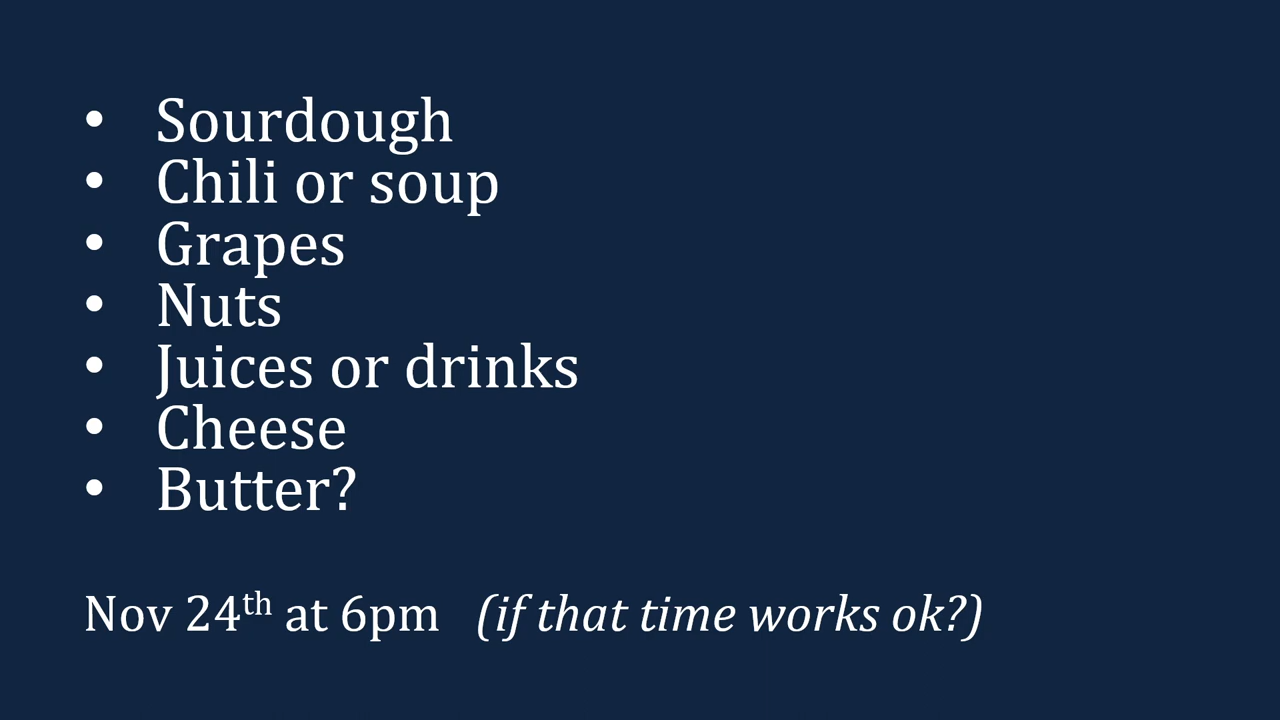 • Sourdough
• Chili or soup
• Grapes
• Nuts
• Juices or drinks
• Cheese
• Butter?
Nov 24th at 6pm (if that time works ok?)